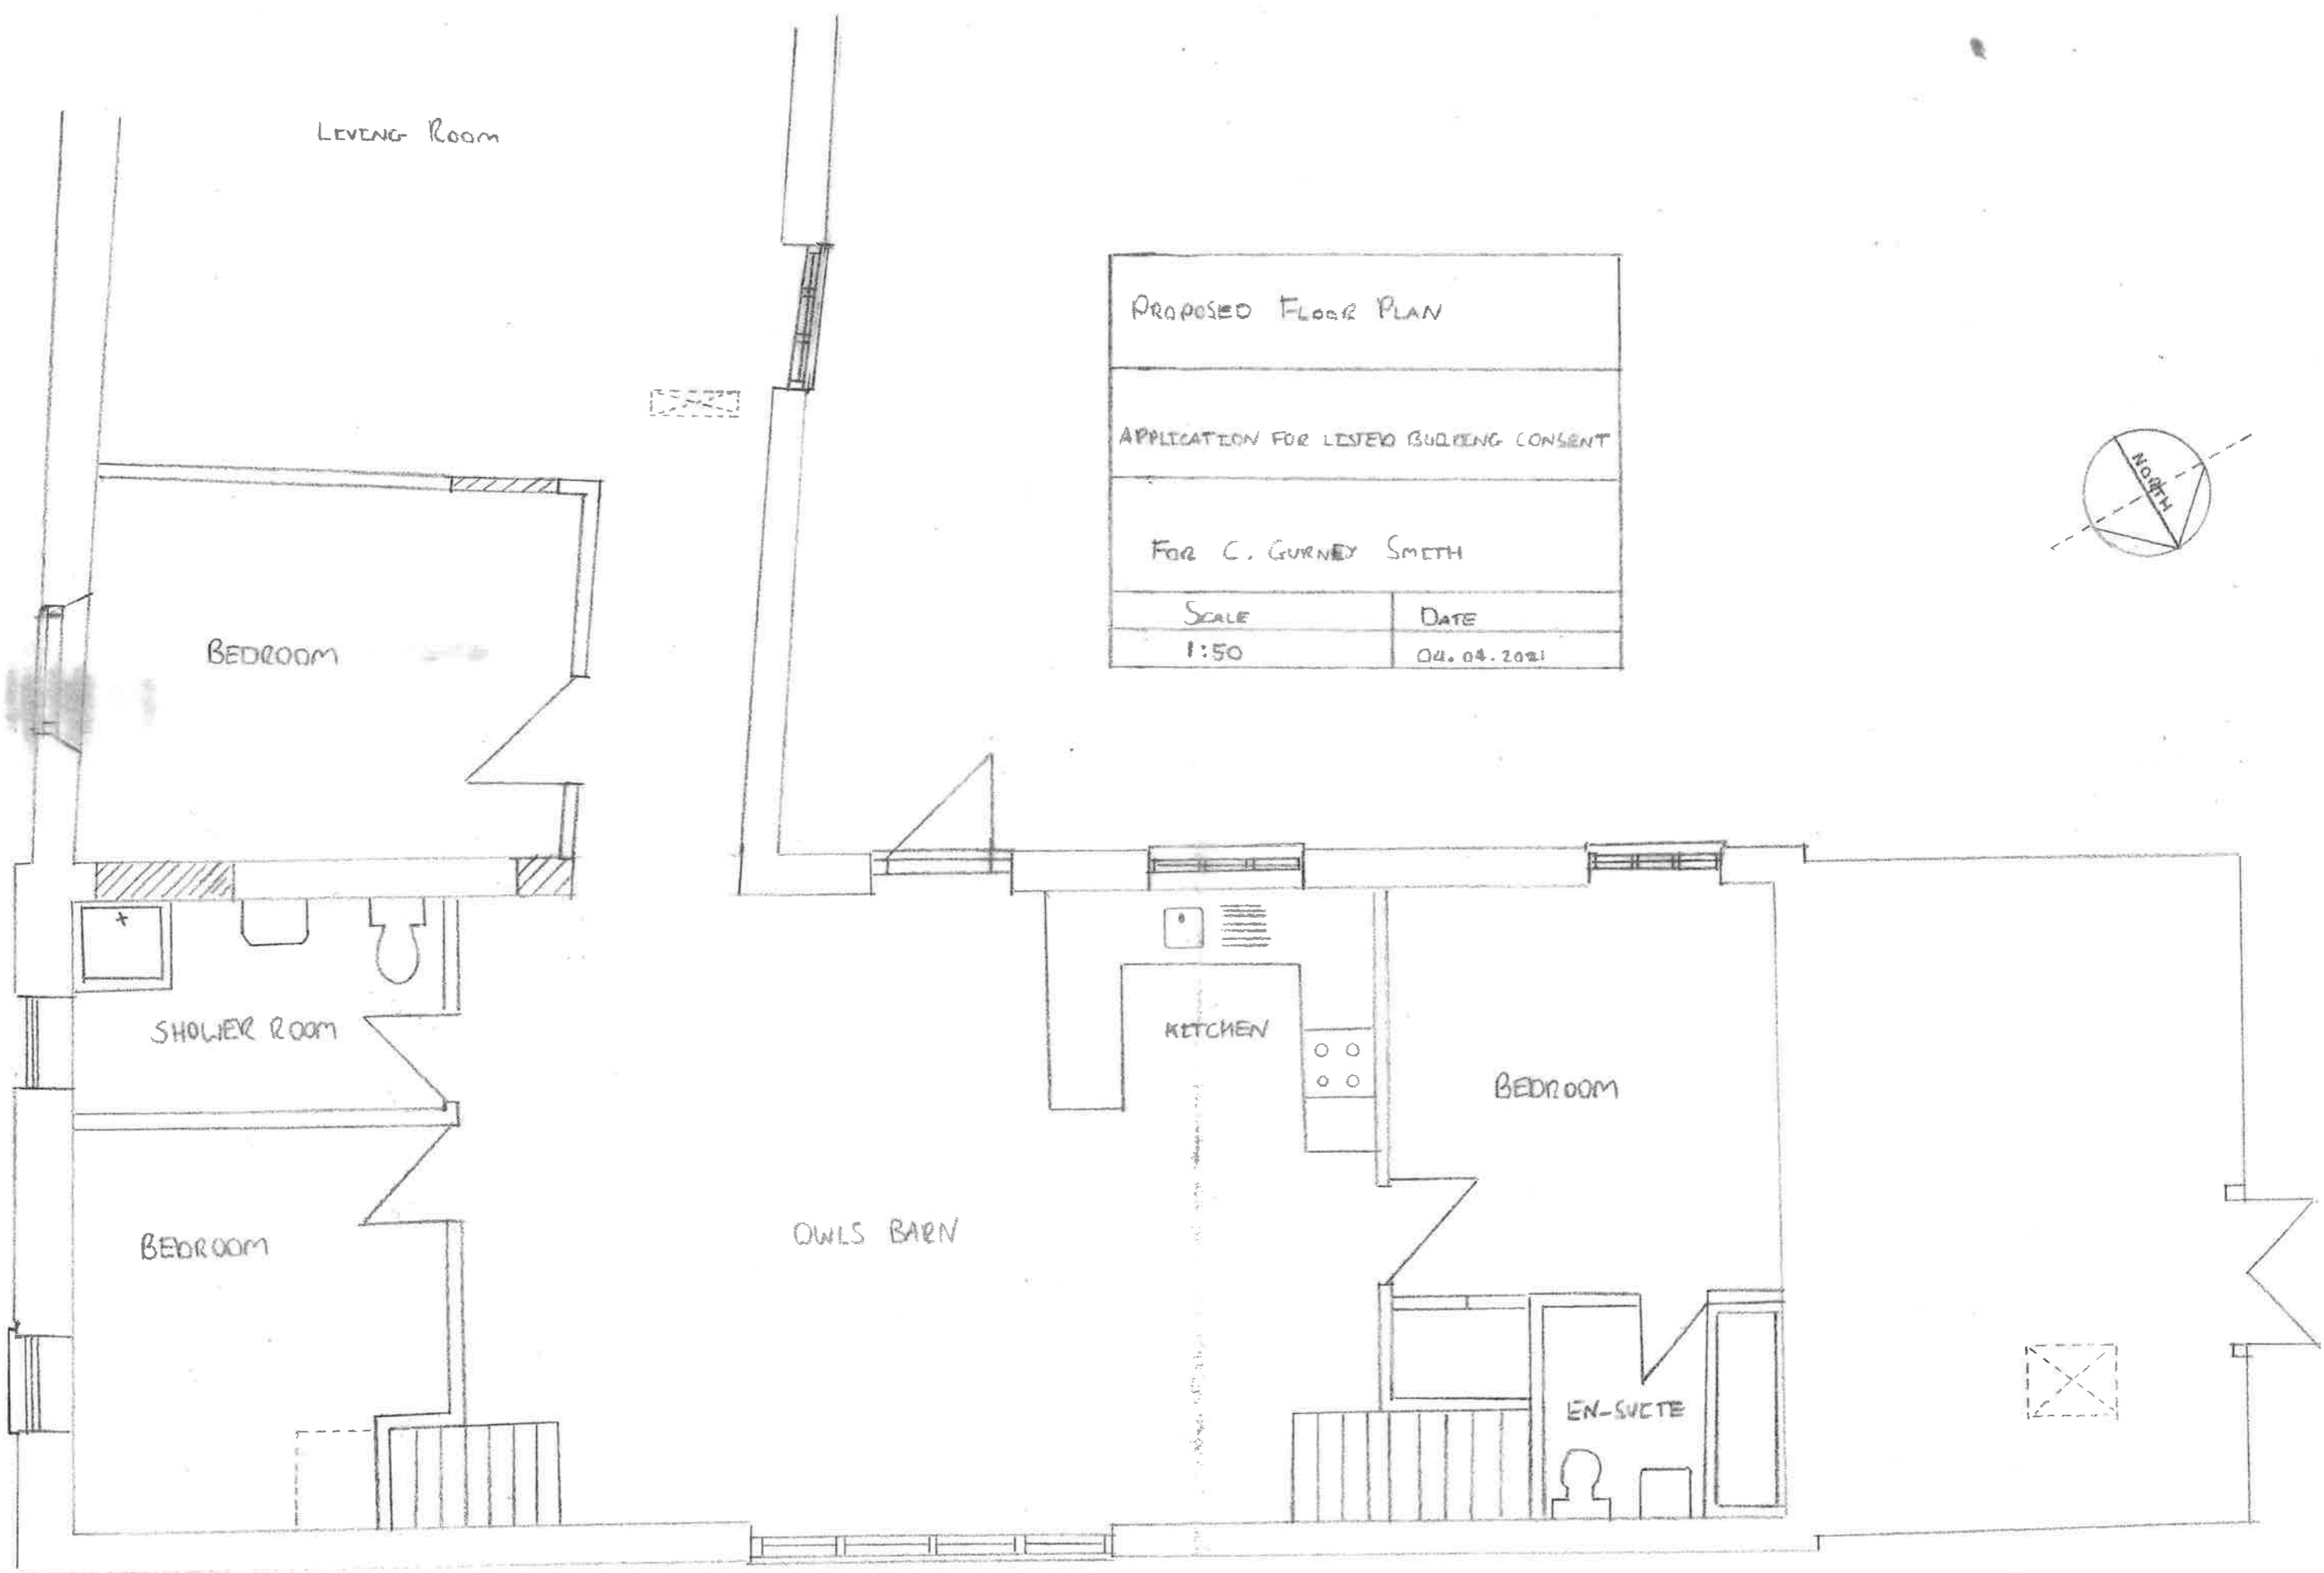 LIVING ROOM
PROPOSED FLOOR PLAN
APPLICATION FOR LISTED BUILDING CONSENT
FOR C. GURNEY SMITH
SCALE
DATE
1:50
04.04.2021
NORTH
BEDROOM
SHOWER ROOM
KITCHEN
BEDROOM
BEDROOM
OWLS BARN
EN-SUITE